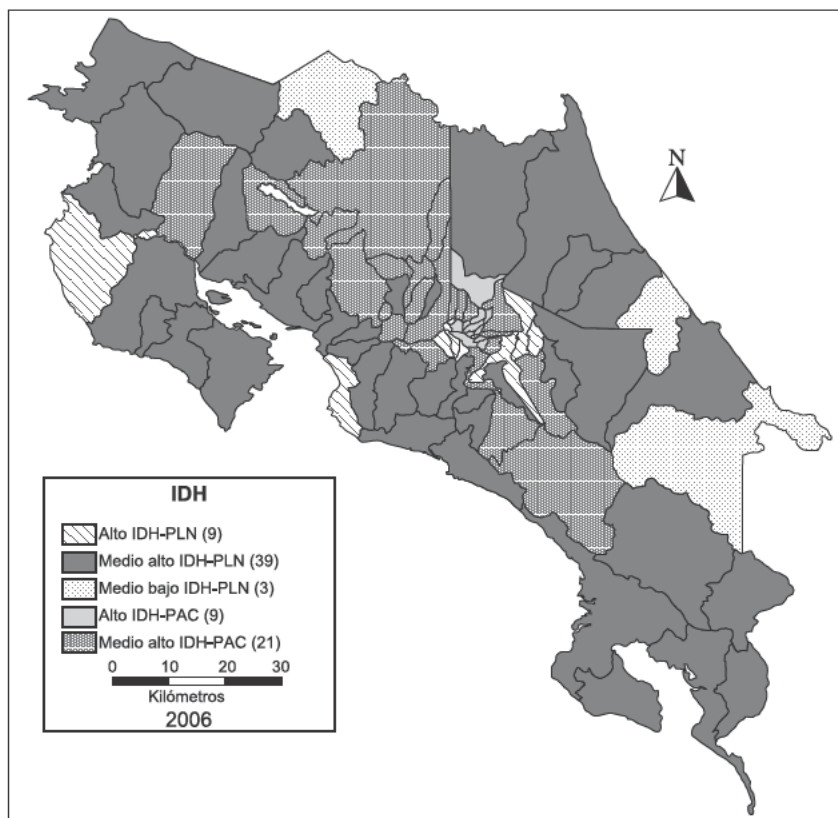 N
IDH
Alto IDH-PLN (9)
Medio alto IDH-PLN (39)
Medio bajo IDH-PLN (3)
Alto IDH-PAC (9)
Medio alto IDH-PAC (21)
0 10 20 30
Kilómetros
2006